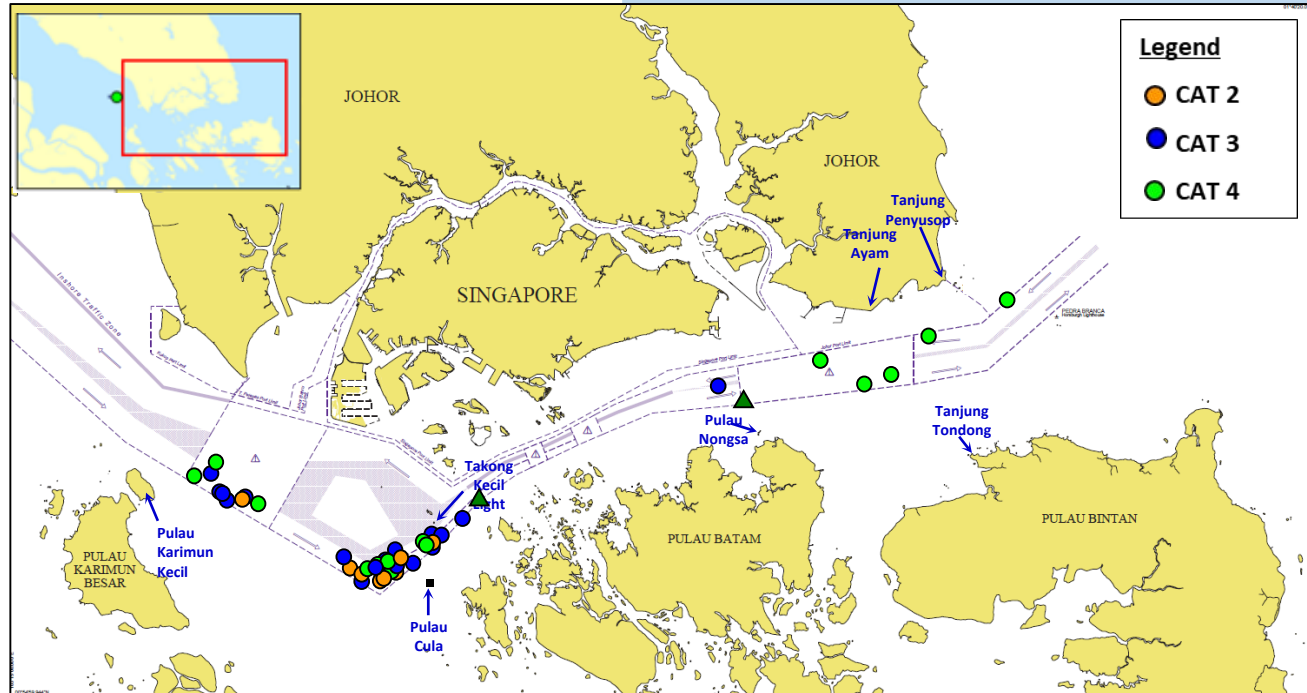 Legend
CAT 2
CAT 3
CAT 4
JOHOR
JOHOR
Tanjung
Penyusop
Tanjung
Ayam
SINGAPORE
Inshore Traffic Zone
PEDRA BRANCA
Horsburgh Lighthouse
Pulau
Nongsa
Tanjung
Tondong
Takong
Kecil
Light
Pulau
Karimun
Kecil
PULAU
KARIMUN
BESAR
PULAU BATAM
PULAU BINTAN
Pulau
Cula